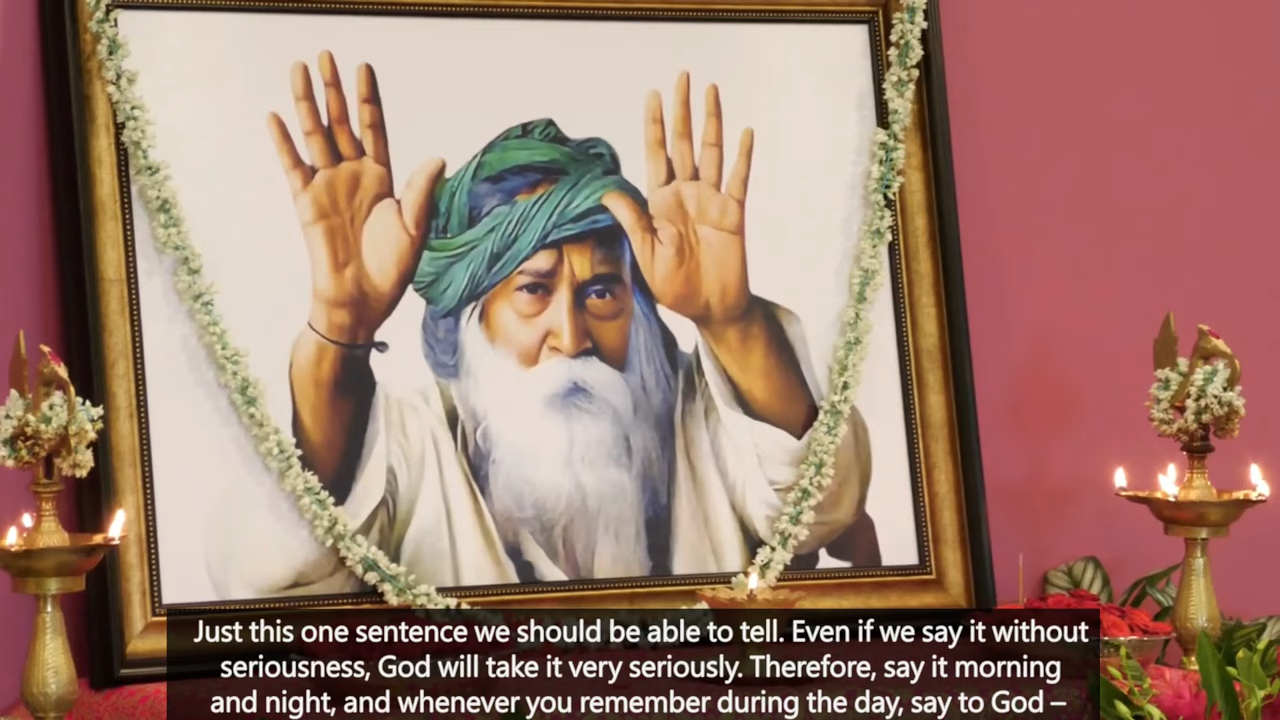 Just this one sentence we should be able to tell. Even if we say it without
seriousness, God will take it very seriously. Therefore, say it morning
and night, and whenever you remember during the day, say to God –